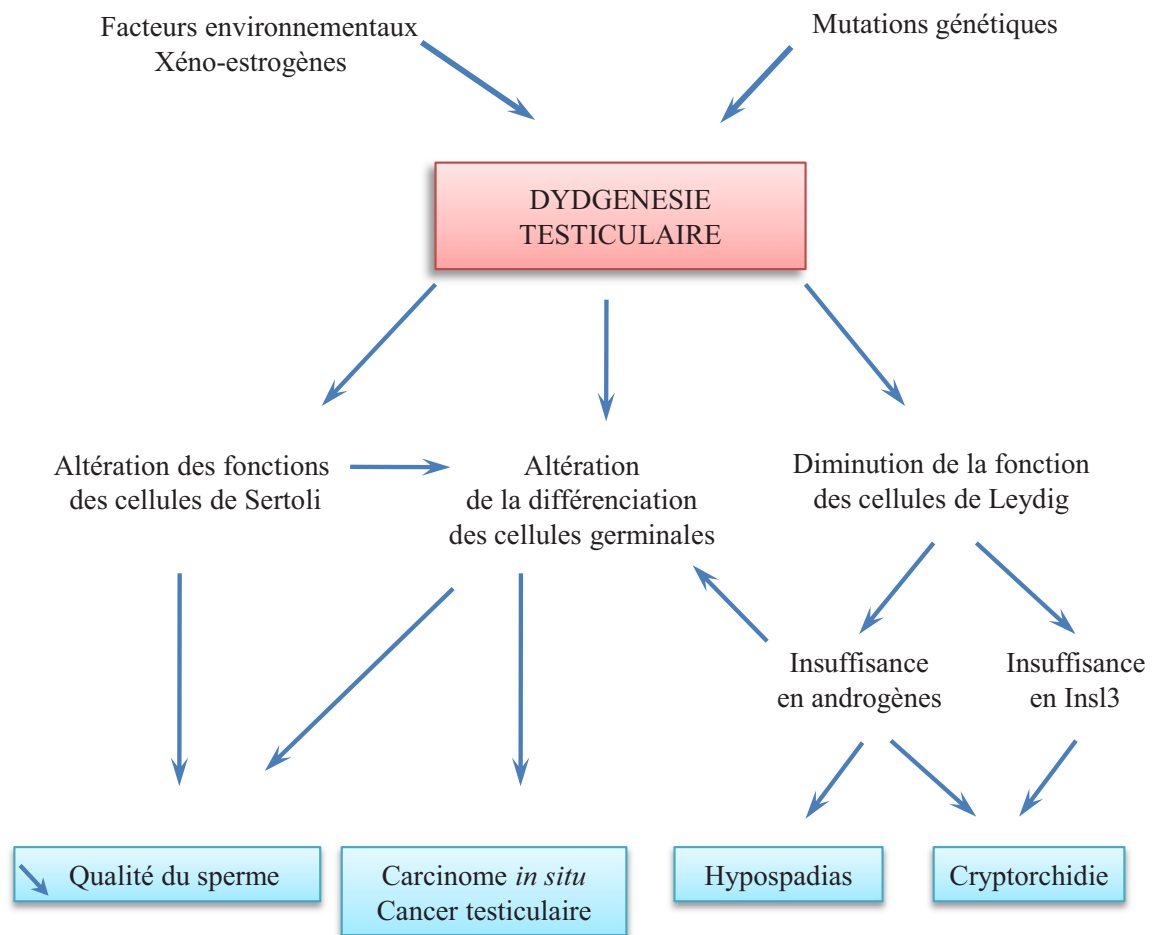 Facteurs environnementaux
Xéno-estrogènes
Mutations génétiques
DYDGENESIE
TESTICULAIRE
Altération des fonctions
des cellules de Sertoli
Altération
de la différenciation
des cellules germinales
Diminution de la fonction
des cellules de Leydig
Insuffisance
en androgènes
Insuffisance
en Insl3
Qualité du sperme
Carcinome in situ
Cancer testiculaire
Hypospadias
Cryptorchidie